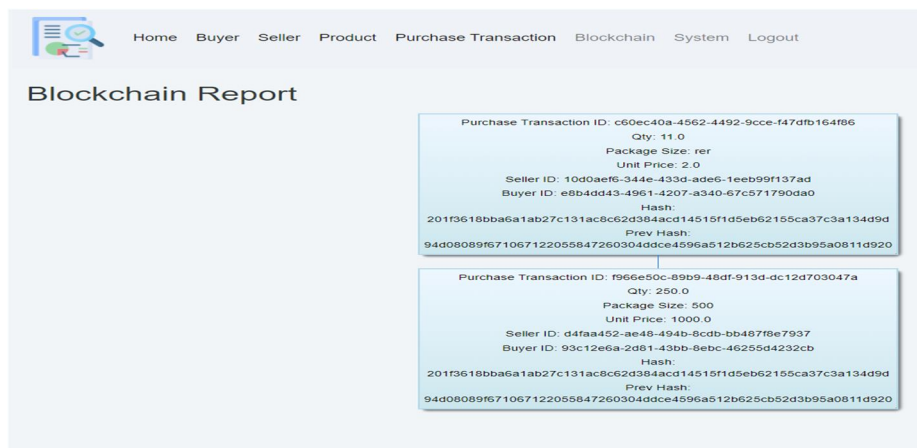 Home Buyer Seller Product Purchase Transaction Blockchain System Logout
Blockchain Report
Purchase Transaction ID: c60ec40a-4562-4492-9cce-f47dfb164f86
Qty: 11.0
Package Size: rer
Unit Price: 2.0
Seller ID: 10d0aef6-344e-433d-ade6-1eeb99f137ad
Buyer ID: e8b4dd43-4961-4207-a340-67c571790da0
Hash:
201f3618bba6a1ab27c131ac8c62d384acd14515f1d5eb62155ca37c3a134d9d
Prev Hash:
94d08089f671067122055847260304ddce4596a512b625cb52d3b95a0811d920
Purchase Transaction ID: f966e50c-89b9-48df-913d-dc12d703047a
Qty: 250.0
Package Size: 500
Unit Price: 1000.0
Seller ID: d4faa452-ae48-494b-8cdb-bb487f8e7937
Buyer ID: 93c12e6a-2d81-43bb-8ebc-46255d4232cb
Hash:
201f3618bba6a1ab27c131ac8c62d384acd14515f1d5eb62155ca37c3a134d9d
Prev Hash:
94d08089f671067122055847260304ddce4596a512b625cb52d3b95a0811d920